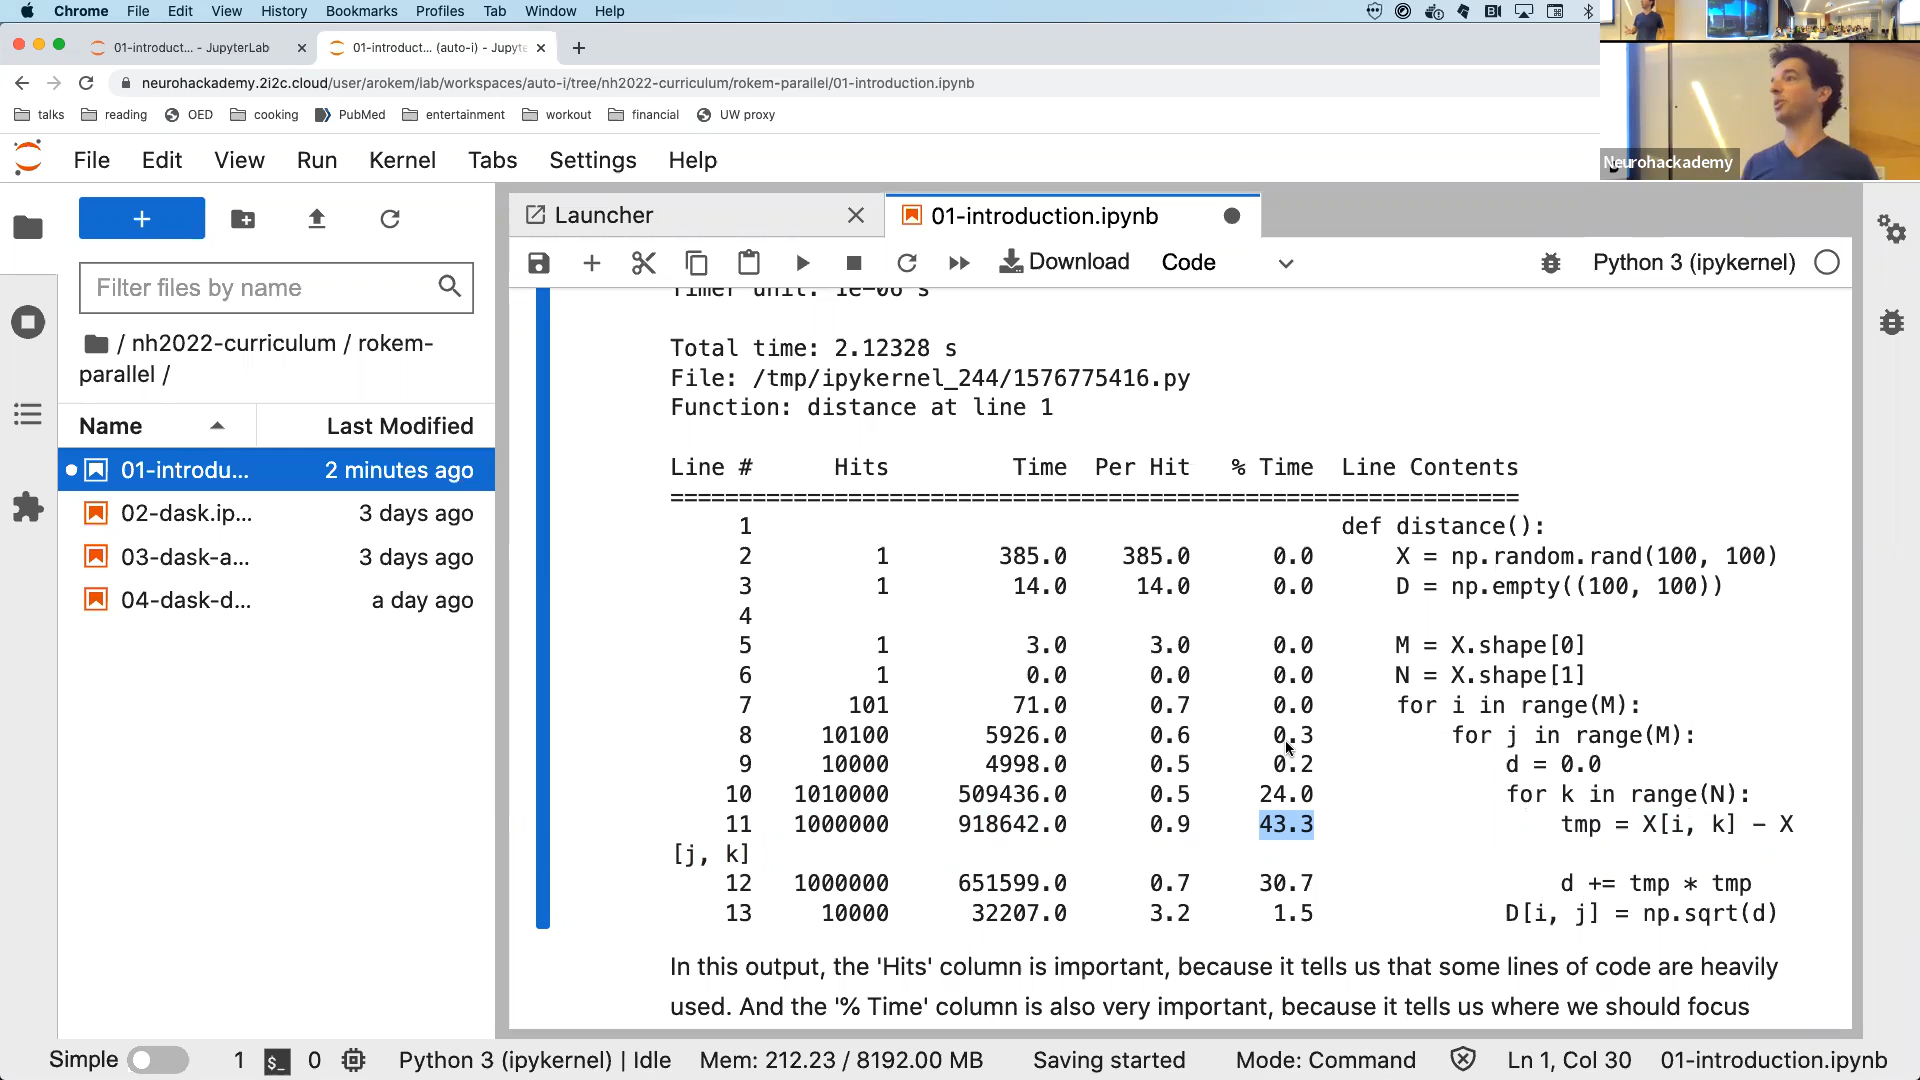 Chrome File Edit View History Bookmarks Profiles Tab Window Help
01-introduct... - JupyterLab
01-introduct... (auto-i) - Jupyte
neurohackademy.2i2c.cloud/user/arokem/lab/workspaces/auto-i/tree/nh2022-curriculum/rokem-parallel/01-introduction.ipynb
talks reading OED cooking PubMed entertainment workout financial UW proxy
Neurohackademy
File Edit View Run Kernel Tabs Settings Help
Launcher
01-introduction.ipynb
Download Code Python 3 (ipykernel)
Filter files by name
/ nh2022-curriculum / rokem-
parallel /
Name Last Modified
01-introdu... 2 minutes ago
02-dask.ip... 3 days ago
03-dask-a... 3 days ago
04-dask-d... a day ago
Timer unit: 1e-06 s
Total time: 2.12328 s
File: /tmp/ipykernel_244/1576775416.py
Function: distance at line 1
Line # Hits Time Per Hit % Time Line Contents
==============================================================
1 def distance():
2 1 385.0 385.0 0.0 X = np.random.rand(100, 100)
3 1 14.0 14.0 0.0 D = np.empty((100, 100))
4
5 1 3.0 3.0 0.0 M = X.shape[0]
6 1 0.0 0.0 0.0 N = X.shape[1]
7 101 71.0 0.7 0.0 for i in range(M):
8 10100 5926.0 0.6 0.3 for j in range(M):
9 10000 4998.0 0.5 0.2 d = 0.0
10 1010000 509436.0 0.5 24.0 for k in range(N):
11 1000000 918642.0 0.9 43.3 tmp = X[i, k] - X
[j, k]
12 1000000 651599.0 0.7 30.7 d += tmp * tmp
13 10000 32207.0 3.2 1.5 D[i, j] = np.sqrt(d)
In this output, the 'Hits' column is important, because it tells us that some lines of code are heavily
used. And the '% Time' column is also very important, because it tells us where we should focus
Simple 1 $_ 0 Python 3 (ipykernel) | Idle Mem: 212.23 / 8192.00 MB Saving started Mode: Command Ln 1, Col 30 01-introduction.ipynb